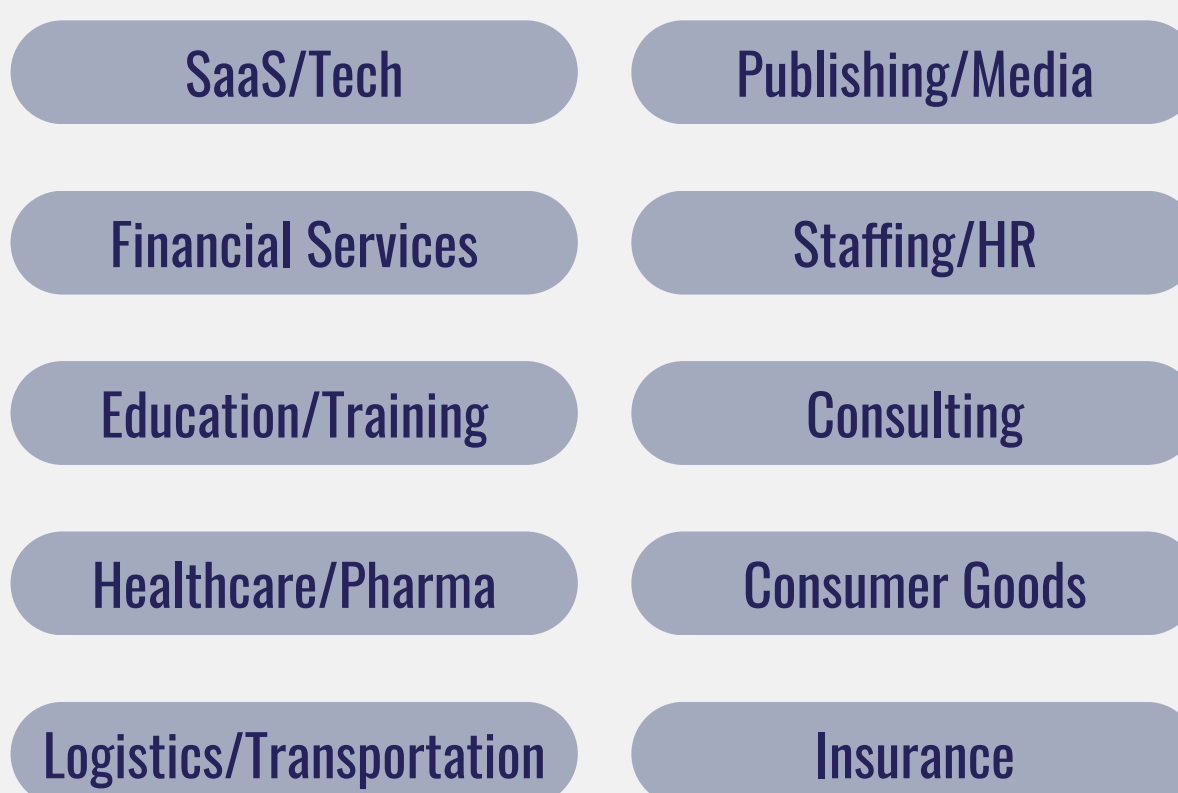 SaaS/Tech
Publishing/Media
Financial Services
Staffing/HR
Education/Training
Consulting
Healthcare/Pharma
Consumer Goods
Logistics/Transportation
Insurance